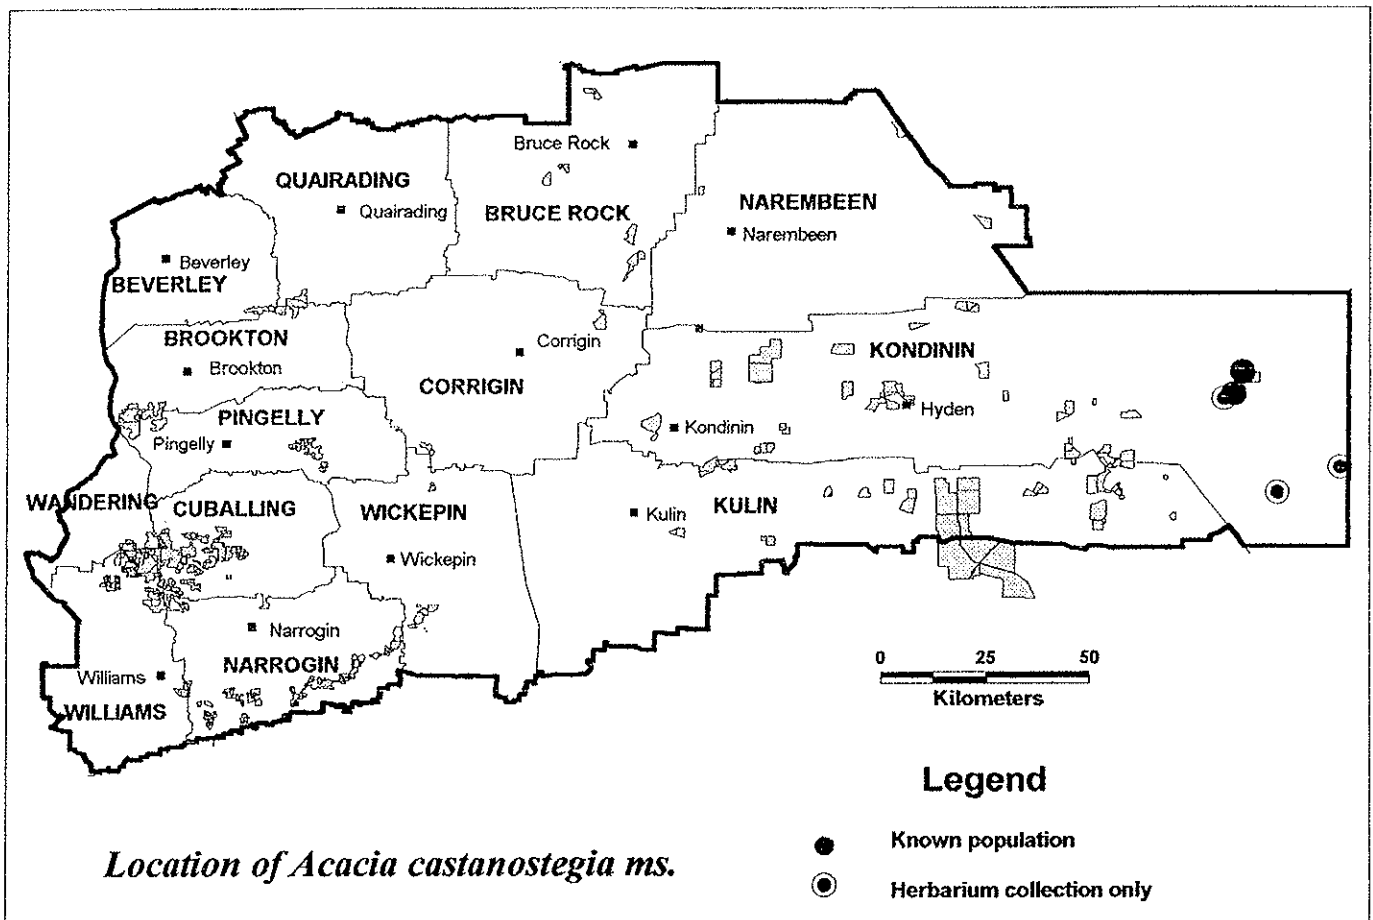 Bruce Rock
QUAIRADING
Quairading
BRUCE ROCK
NAREMBEEN
Narembeen
Beverley
BEVERLEY
BROOKTON
Brookton
Corrigin
CORRIGIN
KONDININ
Hyden
PINGELLY
Pingelly
Kondinin
WANDERING
CUBALLING
WICKEPIN
Wickepin
Kulin
KULIN
Narrogin
NARROGIN
Williams
WILLIAMS
0 25 50
Kilometers
Legend
Known population
Herbarium collection only
Location of Acacia castanostegia ms.